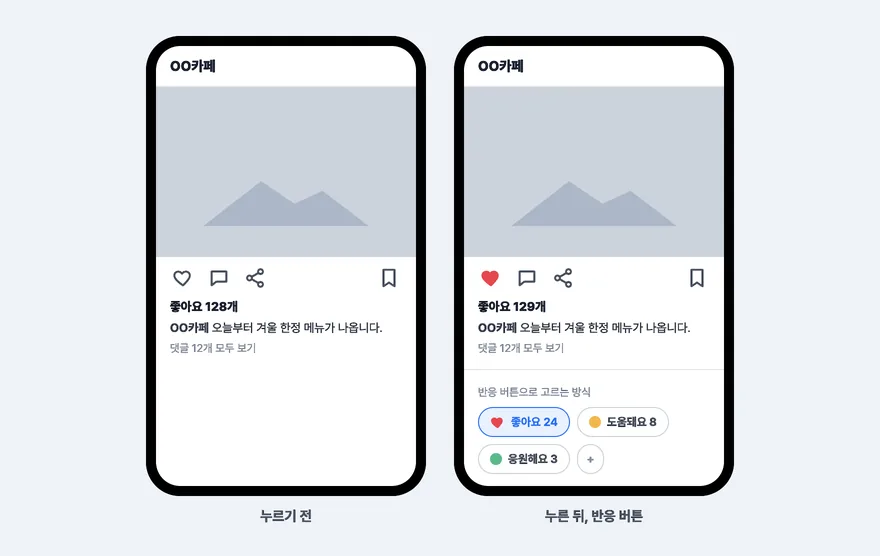 OO카페
좋아요 128개
OO카페 오늘부터 겨울 한정 메뉴가 나옵니다.
댓글 12개 모두 보기
누르기 전
OO카페
좋아요 129개
OO카페 오늘부터 겨울 한정 메뉴가 나옵니다.
댓글 12개 모두 보기
반응 버튼으로 고르는 방식
좋아요 24
도움돼요 8
응원해요 3
+
누른 뒤, 반응 버튼